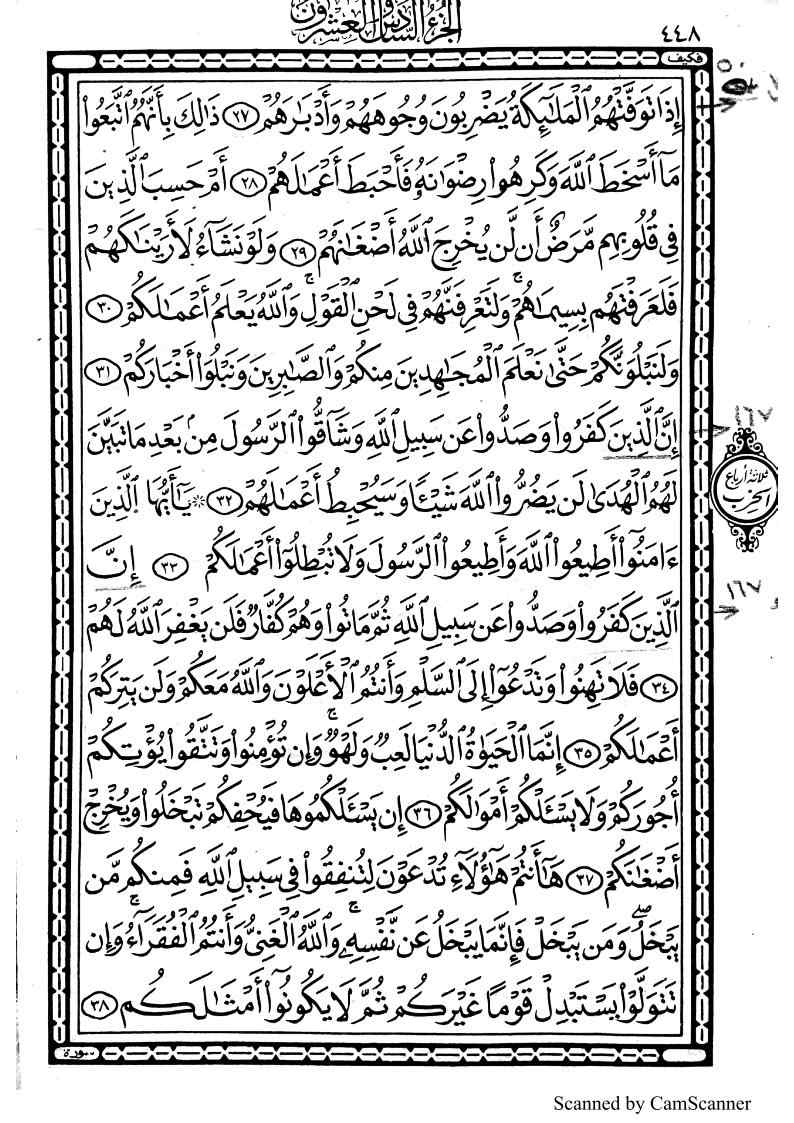 الجزء السادس والعشرون
٤٤٨
فكيف
٥٠
إِذَا تَوَفَّتْهُمُ ٱلْمَلَٰٓئِكَةُ يَضْرِبُونَ وُجُوهَهُمْ وَأَدْبَٰرَهُمْ ۝٢٧ ذَٰلِكَ بِأَنَّهُمُ ٱتَّبَعُوا۟
مَآ أَسْخَطَ ٱللَّهَ وَكَرِهُوا۟ رِضْوَٰنَهُۥ فَأَحْبَطَ أَعْمَٰلَهُمْ ۝٢٨ أَمْ حَسِبَ ٱلَّذِينَ
فِى قُلُوبِهِم مَّرَضٌ أَن لَّن يُخْرِجَ ٱللَّهُ أَضْغَٰنَهُمْ ۝٢٩ وَلَوْ نَشَآءُ لَأَرَيْنَٰكَهُمْ
فَلَعَرَفْتَهُم بِسِيمَٰهُمْ ۚ وَلَتَعْرِفَنَّهُمْ فِى لَحْنِ ٱلْقَوْلِ ۚ وَٱللَّهُ يَعْلَمُ أَعْمَٰلَكُمْ ۝٣٠
وَلَنَبْلُوَنَّكُمْ حَتَّىٰ نَعْلَمَ ٱلْمُجَٰهِدِينَ مِنكُمْ وَٱلصَّٰبِرِينَ وَنَبْلُوَا۟ أَخْبَارَكُمْ ۝٣١
إِنَّ ٱلَّذِينَ كَفَرُوا۟ وَصَدُّوا۟ عَن سَبِيلِ ٱللَّهِ وَشَآقُّوا۟ ٱلرَّسُولَ مِنۢ بَعْدِ مَا تَبَيَّنَ
١٦٧
لَهُمُ ٱلْهُدَىٰ لَن يَضُرُّوا۟ ٱللَّهَ شَيْـًٔا وَسَيُحْبِطُ أَعْمَٰلَهُمْ ۝٣٢ * يَٰٓأَيُّهَا ٱلَّذِينَ
ثلاثة أرباع
الحزب
ءَامَنُوٓا۟ أَطِيعُوا۟ ٱللَّهَ وَأَطِيعُوا۟ ٱلرَّسُولَ وَلَا تُبْطِلُوٓا۟ أَعْمَٰلَكُمْ ۝٣٣ إِنَّ
١٦٧
ٱلَّذِينَ كَفَرُوا۟ وَصَدُّوا۟ عَن سَبِيلِ ٱللَّهِ ثُمَّ مَاتُوا۟ وَهُمْ كُفَّارٌ فَلَن يَغْفِرَ ٱللَّهُ لَهُمْ
۝٣٤ فَلَا تَهِنُوا۟ وَتَدْعُوٓا۟ إِلَى ٱلسَّلْمِ وَأَنتُمُ ٱلْأَعْلَوْنَ وَٱللَّهُ مَعَكُمْ وَلَن يَتِرَكُمْ
أَعْمَٰلَكُمْ ۝٣٥ إِنَّمَا ٱلْحَيَوٰةُ ٱلدُّنْيَا لَعِبٌ وَلَهْوٌ ۚ وَإِن تُؤْمِنُوا۟ وَتَتَّقُوا۟ يُؤْتِكُمْ
أُجُورَكُمْ وَلَا يَسْـَٔلْكُمْ أَمْوَٰلَكُمْ ۝٣٦ إِن يَسْـَٔلْكُمُوهَا فَيُحْفِكُمْ تَبْخَلُوا۟ وَيُخْرِجْ
أَضْغَٰنَكُمْ ۝٣٧ هَٰٓأَنتُمْ هَٰٓؤُلَآءِ تُدْعَوْنَ لِتُنفِقُوا۟ فِى سَبِيلِ ٱللَّهِ فَمِنكُم مَّن
يَبْخَلُ ۖ وَمَن يَبْخَلْ فَإِنَّمَا يَبْخَلُ عَن نَّفْسِهِۦ ۚ وَٱللَّهُ ٱلْغَنِىُّ وَأَنتُمُ ٱلْفُقَرَآءُ ۚ وَإِن
تَتَوَلَّوْا۟ يَسْتَبْدِلْ قَوْمًا غَيْرَكُمْ ثُمَّ لَا يَكُونُوٓا۟ أَمْثَٰلَكُم ۝٣٨
سورة
Scanned by CamScanner